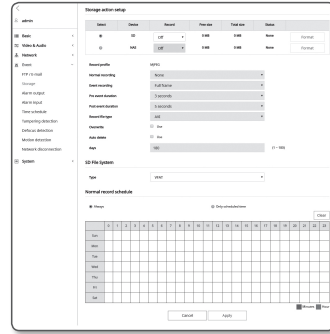 admin
Basic
Video & Audio
Network
Event
FTP / E-mail
Storage
Alarm output
Alarm input
Time schedule
Tampering detection
Defocus detection
Motion detection
Network disconnection
System
Storage action setup
Select Device Record Free size Total size Status
SD Off 0 MB 0 MB None Format
NAS Off 0 MB 0 MB None Format
Record profile MJPEG
Normal recording None
Event recording Full frame
Pre event duration 5 seconds
Post event duration 5 seconds
Record file type AVI
Overwrite Use
Auto delete Use
Days 180 (1 ~ 180)
SD File System
Type VFAT
Normal record schedule
Always Only scheduled time
Clear
0 1 2 3 4 5 6 7 8 9 10 11 12 13 14 15 16 17 18 19 20 21 22 23
Sun
Mon
Tue
Wed
Thu
Fri
Sat
Minutes Hour
Cancel Apply